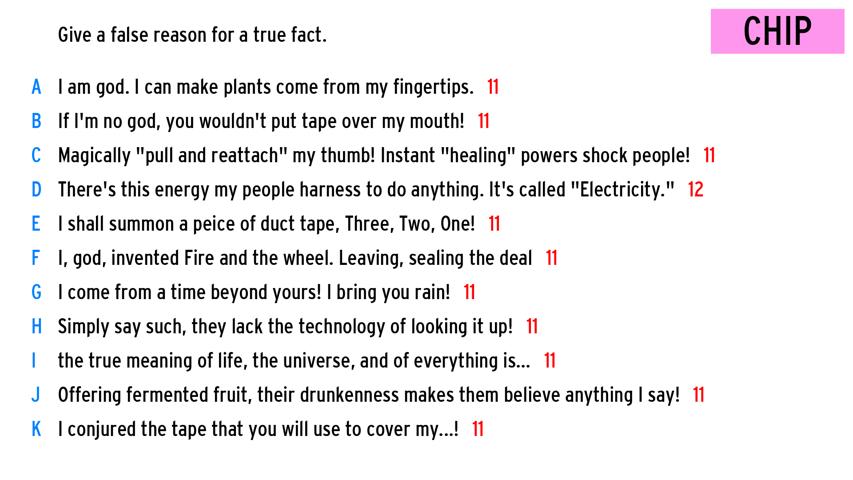 Give a false reason for a true fact.
CHIP
A I am god. I can make plants come from my fingertips. 11
B If I'm no god, you wouldn't put tape over my mouth! 11
C Magically "pull and reattach" my thumb! Instant "healing" powers shock people! 11
D There's this energy my people harness to do anything. It's called "Electricity." 12
E I shall summon a peice of duct tape, Three, Two, One! 11
F I, god, invented Fire and the wheel. Leaving, sealing the deal 11
G I come from a time beyond yours! I bring you rain! 11
H Simply say such, they lack the technology of looking it up! 11
I the true meaning of life, the universe, and of everything is... 11
J Offering fermented fruit, their drunkenness makes them believe anything I say! 11
K I conjured the tape that you will use to cover my...! 11